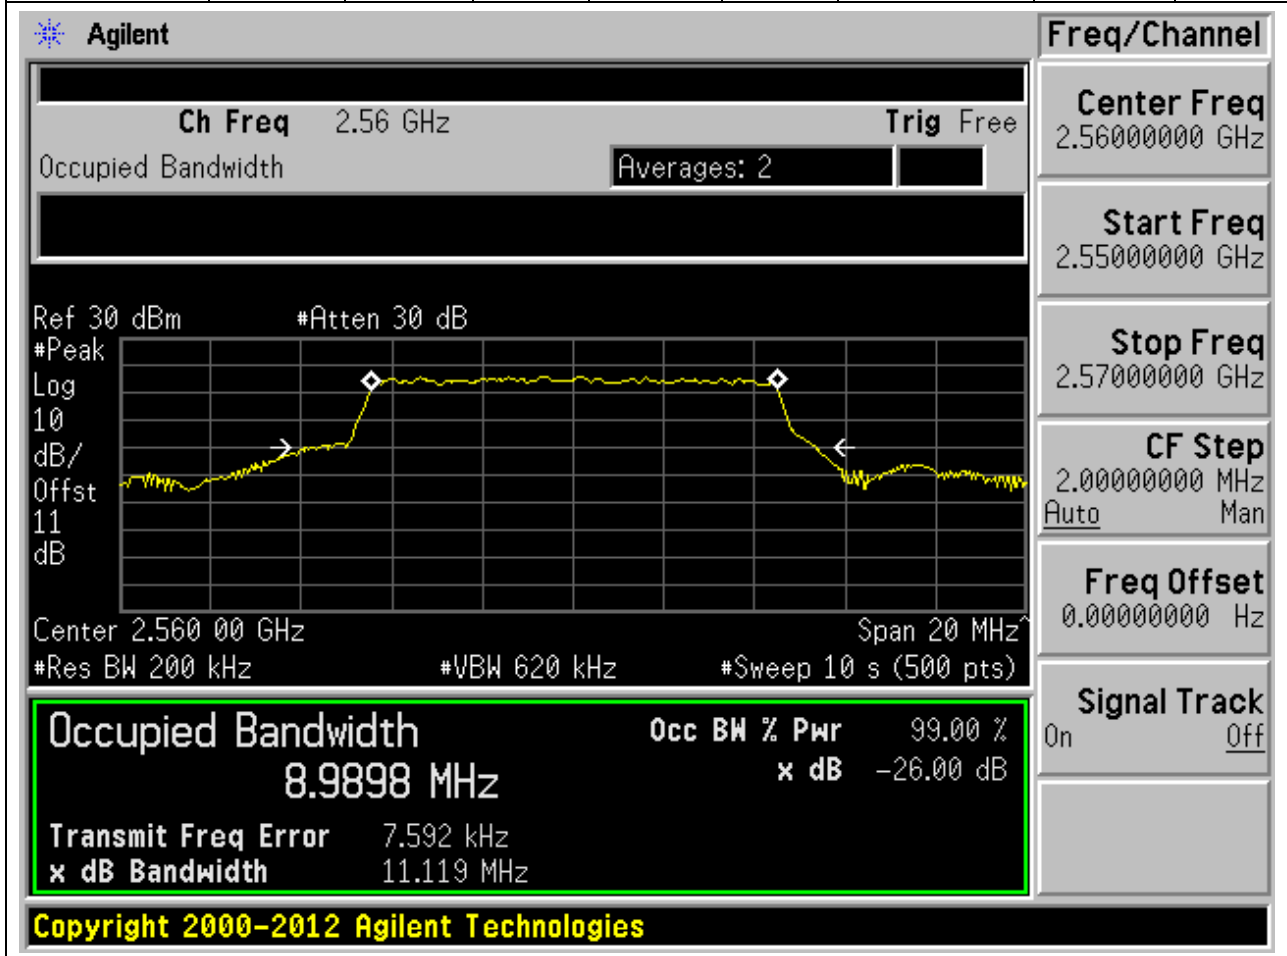 Agilent
Freq/Channel
Ch Freq 2.56 GHz
Trig Free
Occupied Bandwidth
Averages: 2
Center Freq
2.56000000 GHz
Start Freq
2.55000000 GHz
Stop Freq
2.57000000 GHz
CF Step
2.00000000 MHz
Auto Man
Freq Offset
0.00000000 Hz
Signal Track
On Off
Ref 30 dBm
#Atten 30 dB
#Peak
Log
10
dB/
Offst
11
dB
Center 2.560 00 GHz
Span 20 MHz^
#Res BW 200 kHz
#VBW 620 kHz
#Sweep 10 s (500 pts)
Occupied Bandwidth
8.9898 MHz
Occ BW % Pwr 99.00 %
x dB -26.00 dB
Transmit Freq Error 7.592 kHz
x dB Bandwidth 11.119 MHz
Copyright 2000-2012 Agilent Technologies